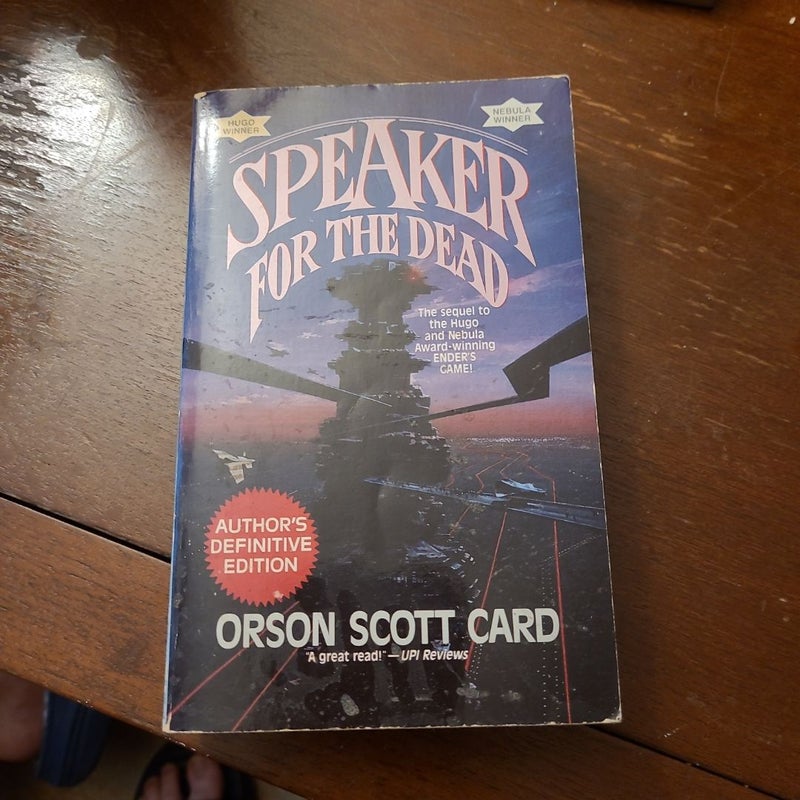 HUGO
WINNER
NEBULA
WINNER
SPEAKER
FOR THE DEAD
The sequel to
the Hugo
and Nebula
Award-winning
ENDER'S
GAME!
AUTHOR'S
DEFINITIVE
EDITION
ORSON SCOTT CARD
"A great read!"—UPI Reviews